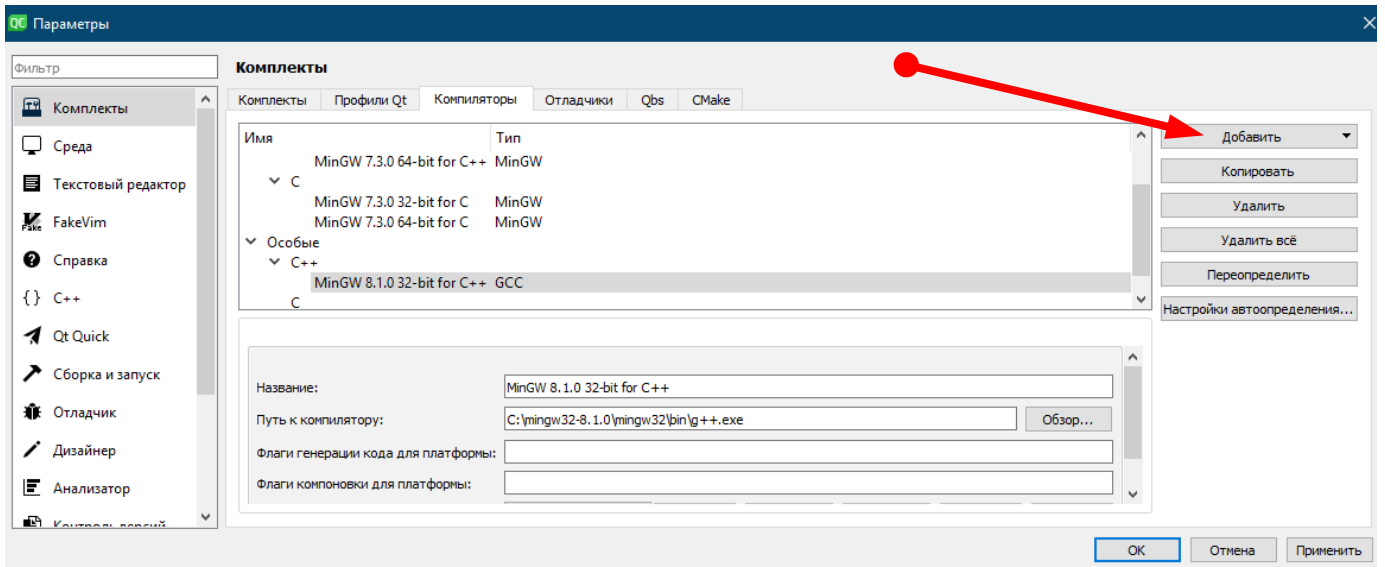 QC Параметры
Фильтр
Комплекты
Среда
Текстовый редактор
FakeVim
Справка
{} C++
Qt Quick
Сборка и запуск
Отладчик
Дизайнер
Анализатор
Контроль версий
Комплекты
Комплекты Профили Qt Компиляторы Отладчики Qbs CMake
Имя Тип
MinGW 7.3.0 64-bit for C++ MinGW
C
MinGW 7.3.0 32-bit for C MinGW
MinGW 7.3.0 64-bit for C MinGW
Особые
C++
MinGW 8.1.0 32-bit for C++ GCC
C
Добавить
Копировать
Удалить
Удалить всё
Переопределить
Настройки автоопределения...
Название: MinGW 8.1.0 32-bit for C++
Путь к компилятору: C:\mingw32-8.1.0\mingw32\bin\g++.exe Обзор...
Флаги генерации кода для платформы:
Флаги компоновки для платформы:
OK Отмена Применить